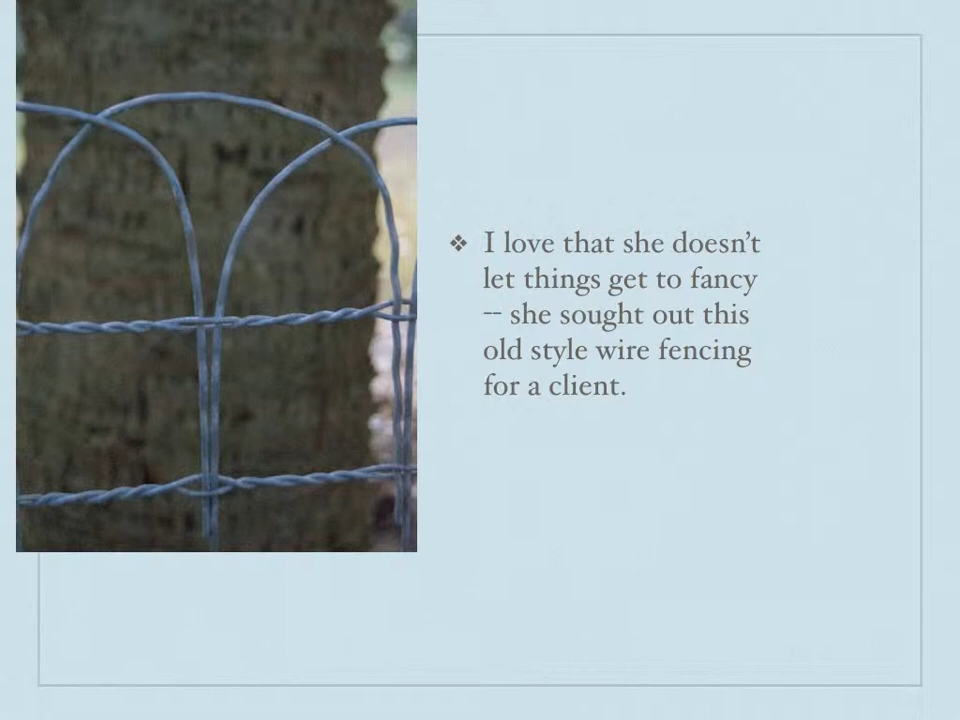 ❖ I love that she doesn’t
let things get to fancy
-- she sought out this
old style wire fencing
for a client.